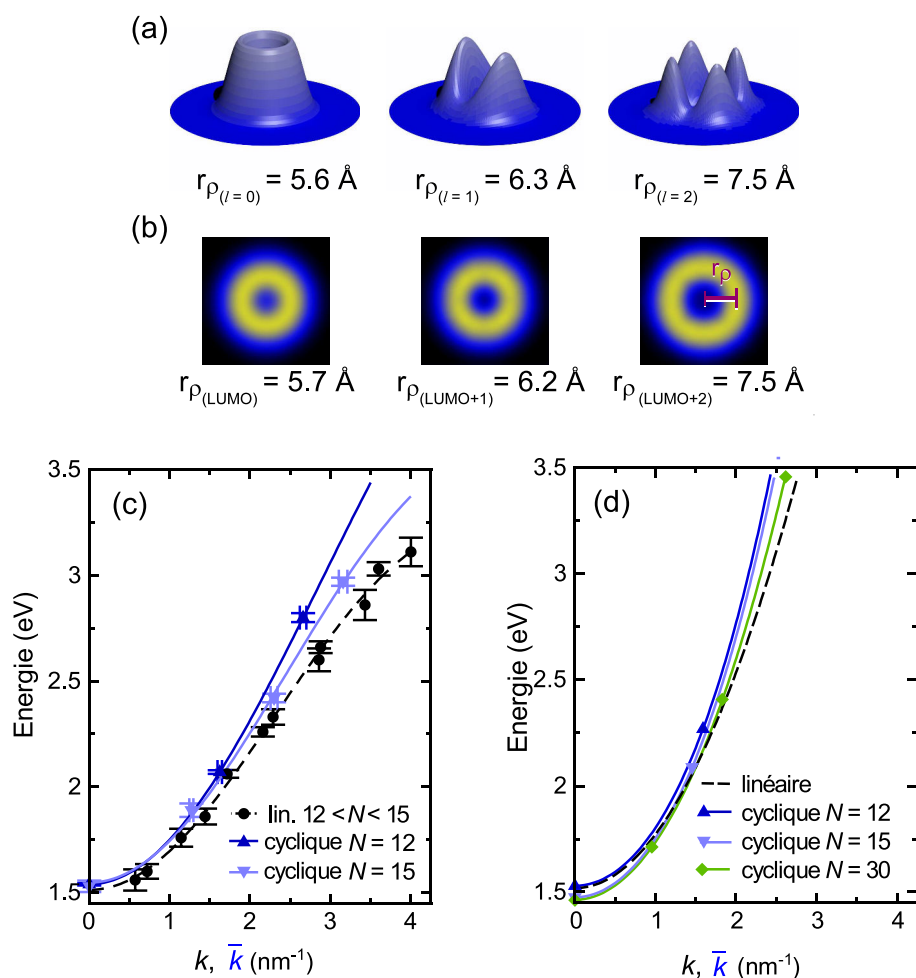 (a)
rρ(l = 0) = 5.6 Å rρ(l = 1) = 6.3 Å rρ(l = 2) = 7.5 Å
(b)
rρ
rρ(LUMO) = 5.7 Å rρ(LUMO+1) = 6.2 Å rρ(LUMO+2) = 7.5 Å
(c)
3.5
3
2.5
2
1.5
Energie (eV)
lin. 12 < N < 15
cyclique N = 12
cyclique N = 15
0 1 2 3 4
k, k̅ (nm⁻¹)
(d)
3.5
3
2.5
2
1.5
Energie (eV)
linéaire
cyclique N = 12
cyclique N = 15
cyclique N = 30
0 1 2 3 4
k, k̅ (nm⁻¹)